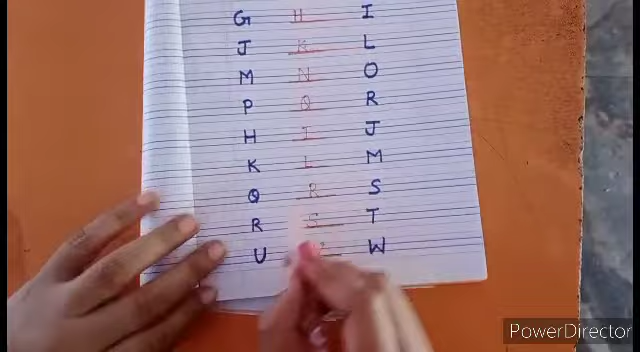 G H I
J K L
M N O
P Q R
H I J
K L M
Q R S
R S T
U W
PowerDirector